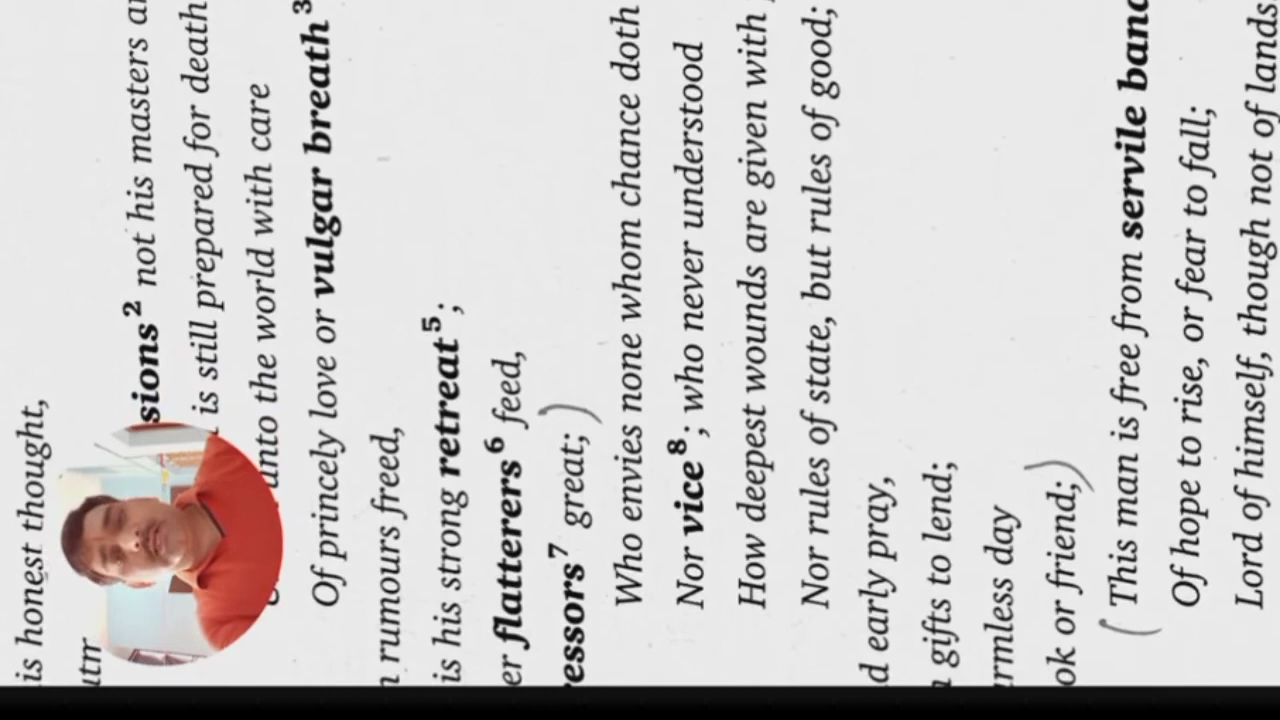 is honest thought,
sions² not his masters
is still prepared for death
unto the world with care
Of princely love or vulgar breath³
rumours freed,
is his strong retreat⁵;
er flatterers⁶ feed,
essors⁷ great;)
Who envies none whom chance doth
Nor vice⁸; who never understood
How deepest wounds are given with
Nor rules of state, but rules of good;
d early pray,
gifts to lend;
rmless day
ok or friend;)
(This man is free from servile
Of hope to rise, or fear to fall;
Lord of himself, though not of lands